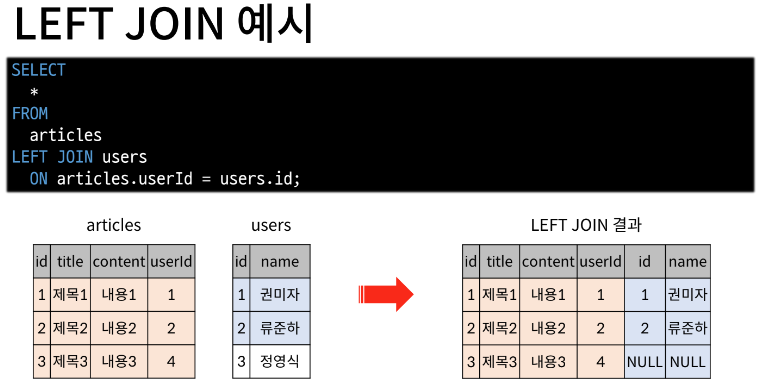 LEFT JOIN 예시
SELECT
*
FROM
articles
LEFT JOIN users
ON articles.userId = users.id;
articles users LEFT JOIN 결과
id title content userId id name id title content userId id name
1 제목1 내용1 1 1 권미자 1 제목1 내용1 1 1 권미자
2 제목2 내용2 2 2 류준하 2 제목2 내용2 2 2 류준하
3 제목3 내용3 4 3 정영식 3 제목3 내용3 4 NULL NULL